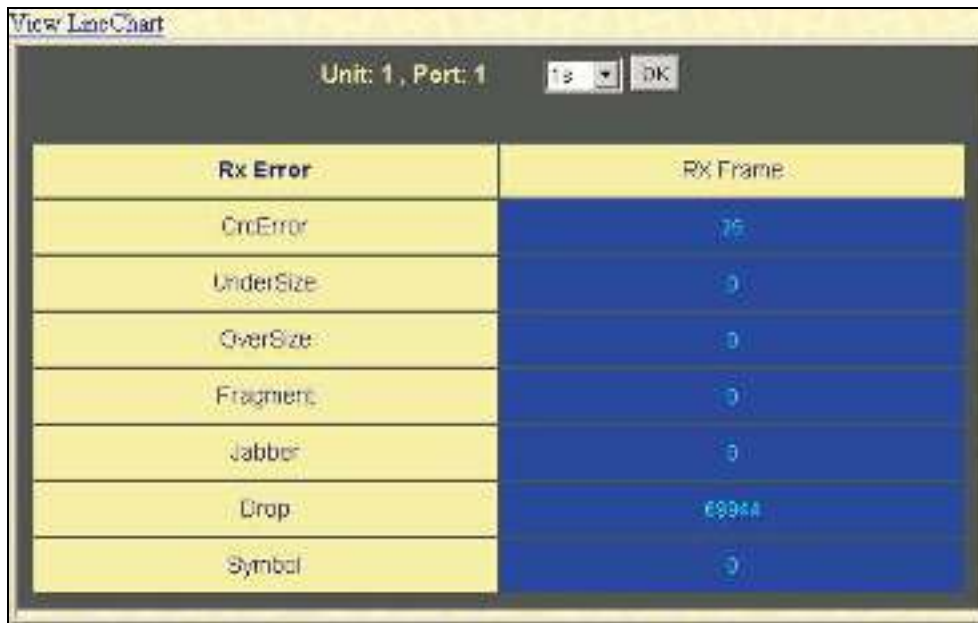 View LineChart
Unit: 1 , Port: 1 1s OK
Rx Error RX Frame
CrcError
UnderSize 0
OverSize 0
Fragment 0
Jabber 0
Drop 69944
Symbol 0